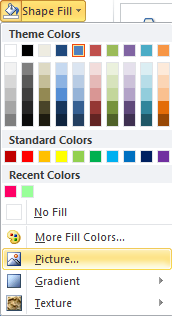 Shape Fill
Theme Colors
Standard Colors
Recent Colors
No Fill
More Fill Colors...
Picture...
Gradient
Texture